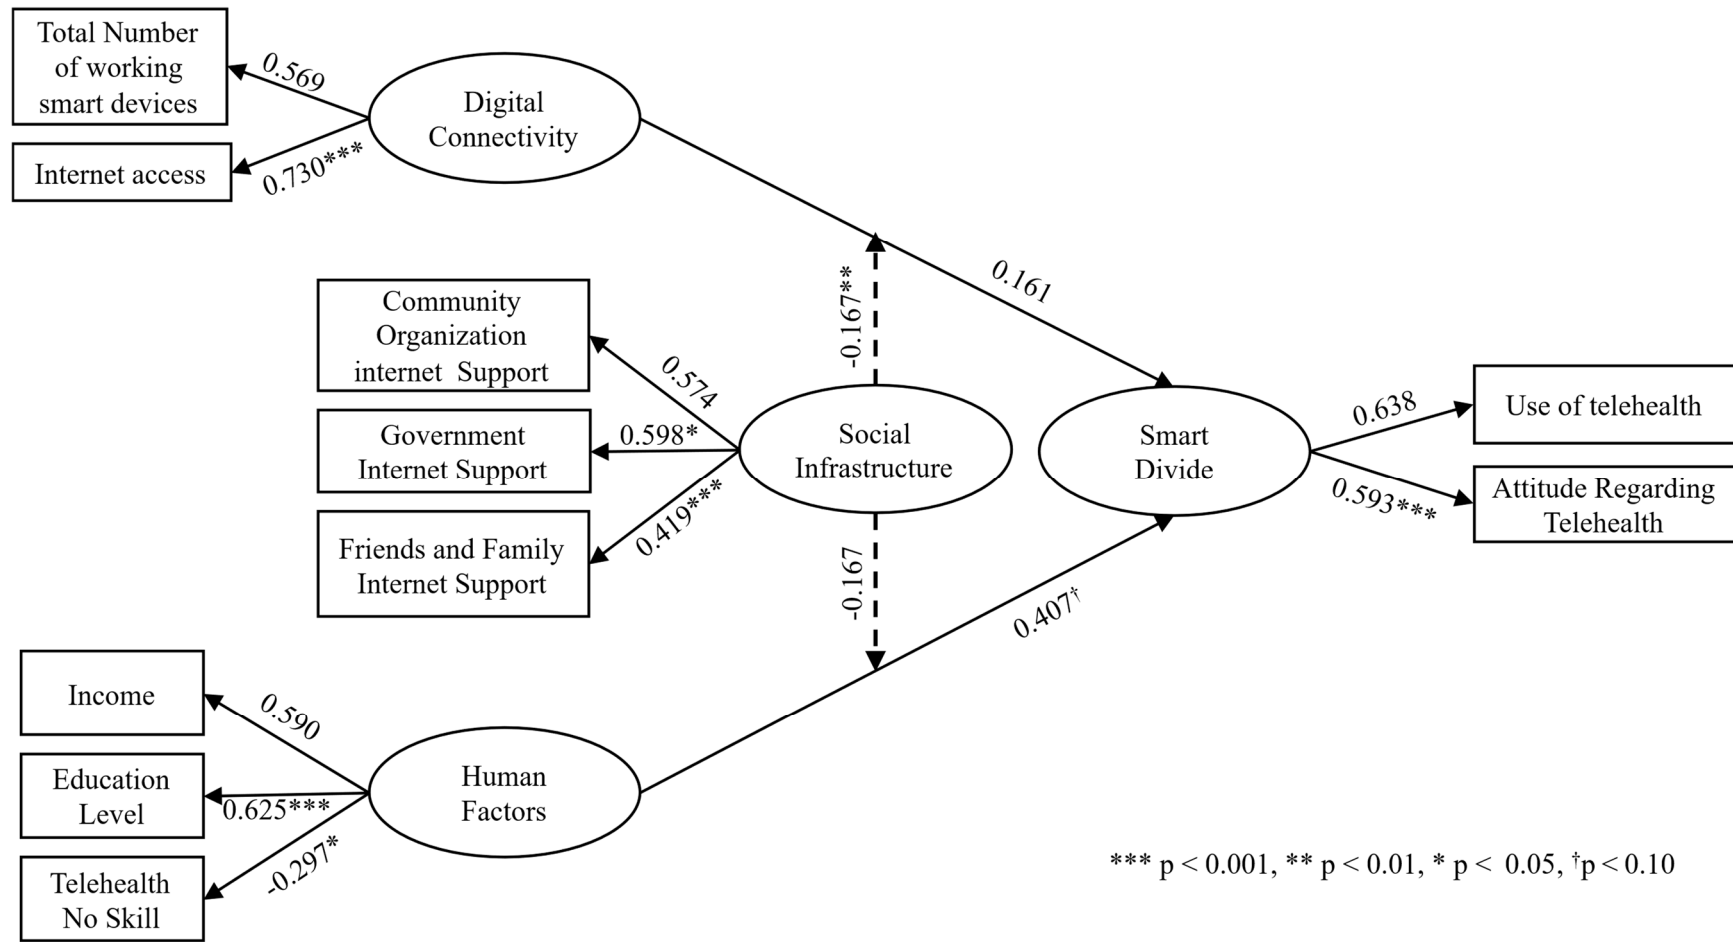 Total Number
of working
smart devices
0.569
Digital
Connectivity
Internet access
0.730***
0.161
-0.167**
Community
Organization
internet  Support
0.574
Government
Internet Support
0.598*
Social
Infrastructure
Smart
Divide
0.638
Use of telehealth
0.593***
Attitude Regarding
Telehealth
Friends and Family
Internet Support
0.419***
-0.167
0.407†
Income
0.590
Education
Level
0.625***
Human
Factors
Telehealth
No Skill
-0.297*
*** p < 0.001, ** p < 0.01, * p <  0.05, †p < 0.10